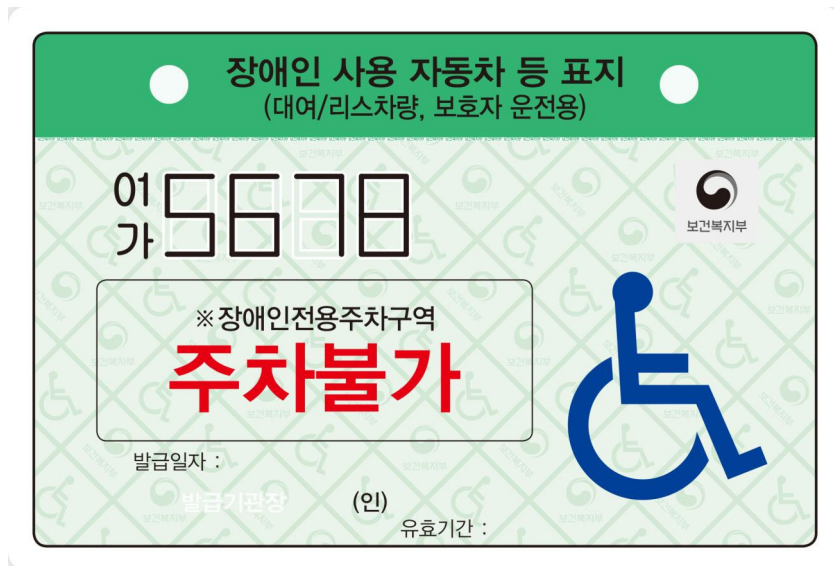 장애인 사용 자동차 등 표지
(대여/리스차량, 보호자 운전용)
01
가 5678
보건복지부
※장애인전용주차구역
주차불가
발급일자 :
발급기관장 (인)
유효기간 :